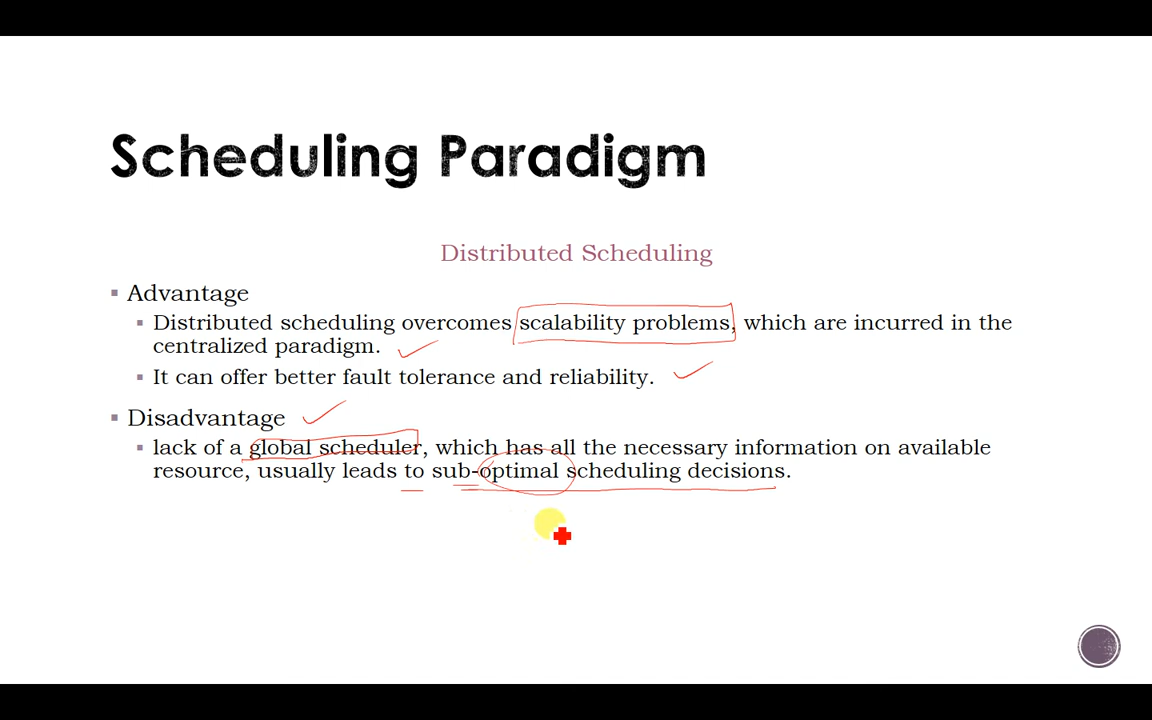 Scheduling Paradigm
Distributed Scheduling
Advantage
Distributed scheduling overcomes scalability problems, which are incurred in the
centralized paradigm.
It can offer better fault tolerance and reliability.
Disadvantage
lack of a global scheduler, which has all the necessary information on available
resource, usually leads to sub-optimal scheduling decisions.